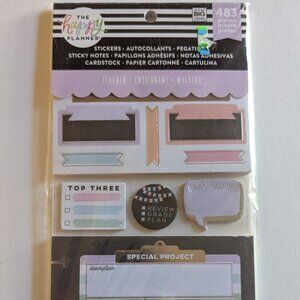 THE
happy
PLANNER
483
STICKERS • AUTOCOLLANTS • PEGATINAS
STICKY NOTES • PAPILLONS ADHÉSIFS • NOTAS ADHESIVAS
CARDSTOCK • PAPIER CARTONNÉ • CARTULINA
TEACHER • ENSEIGNANT • MAESTRO
TOP THREE
REVIEW
GRADE
PLAN
SPECIAL PROJECT
description